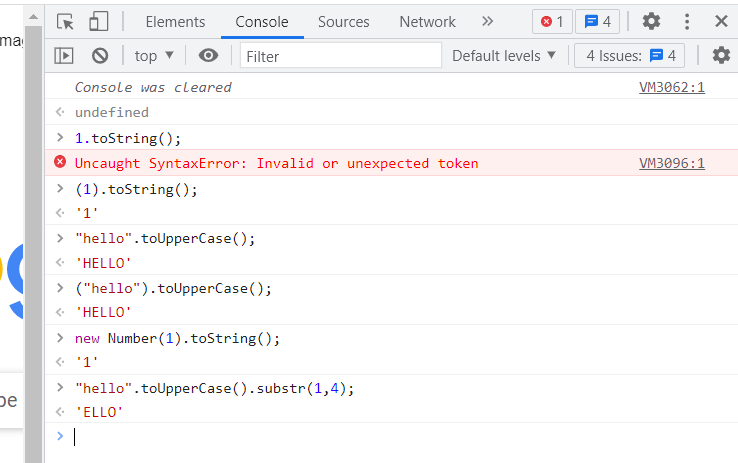 Elements Console Sources Network » 1 4
top ▼ Filter Default levels ▼ 4 Issues: 4
Console was cleared VM3062:1
undefined
1.toString();
Uncaught SyntaxError: Invalid or unexpected token VM3096:1
(1).toString();
'1'
"hello".toUpperCase();
'HELLO'
("hello").toUpperCase();
'HELLO'
new Number(1).toString();
'1'
"hello".toUpperCase().substr(1,4);
'ELLO'